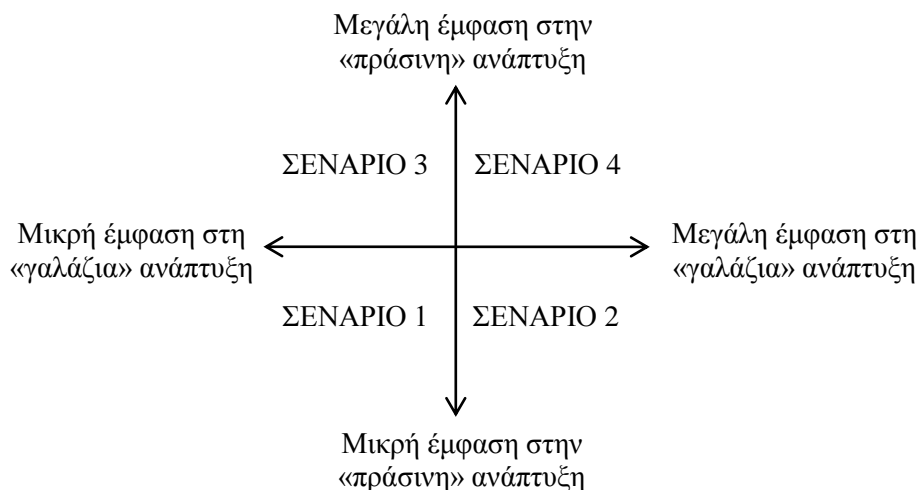 Μεγάλη έμφαση στην
«πράσινη» ανάπτυξη
ΣΕΝΑΡΙΟ 3
ΣΕΝΑΡΙΟ 4
Μικρή έμφαση στη
«γαλάζια» ανάπτυξη
Μεγάλη έμφαση στη
«γαλάζια» ανάπτυξη
ΣΕΝΑΡΙΟ 1
ΣΕΝΑΡΙΟ 2
Μικρή έμφαση στην
«πράσινη» ανάπτυξη